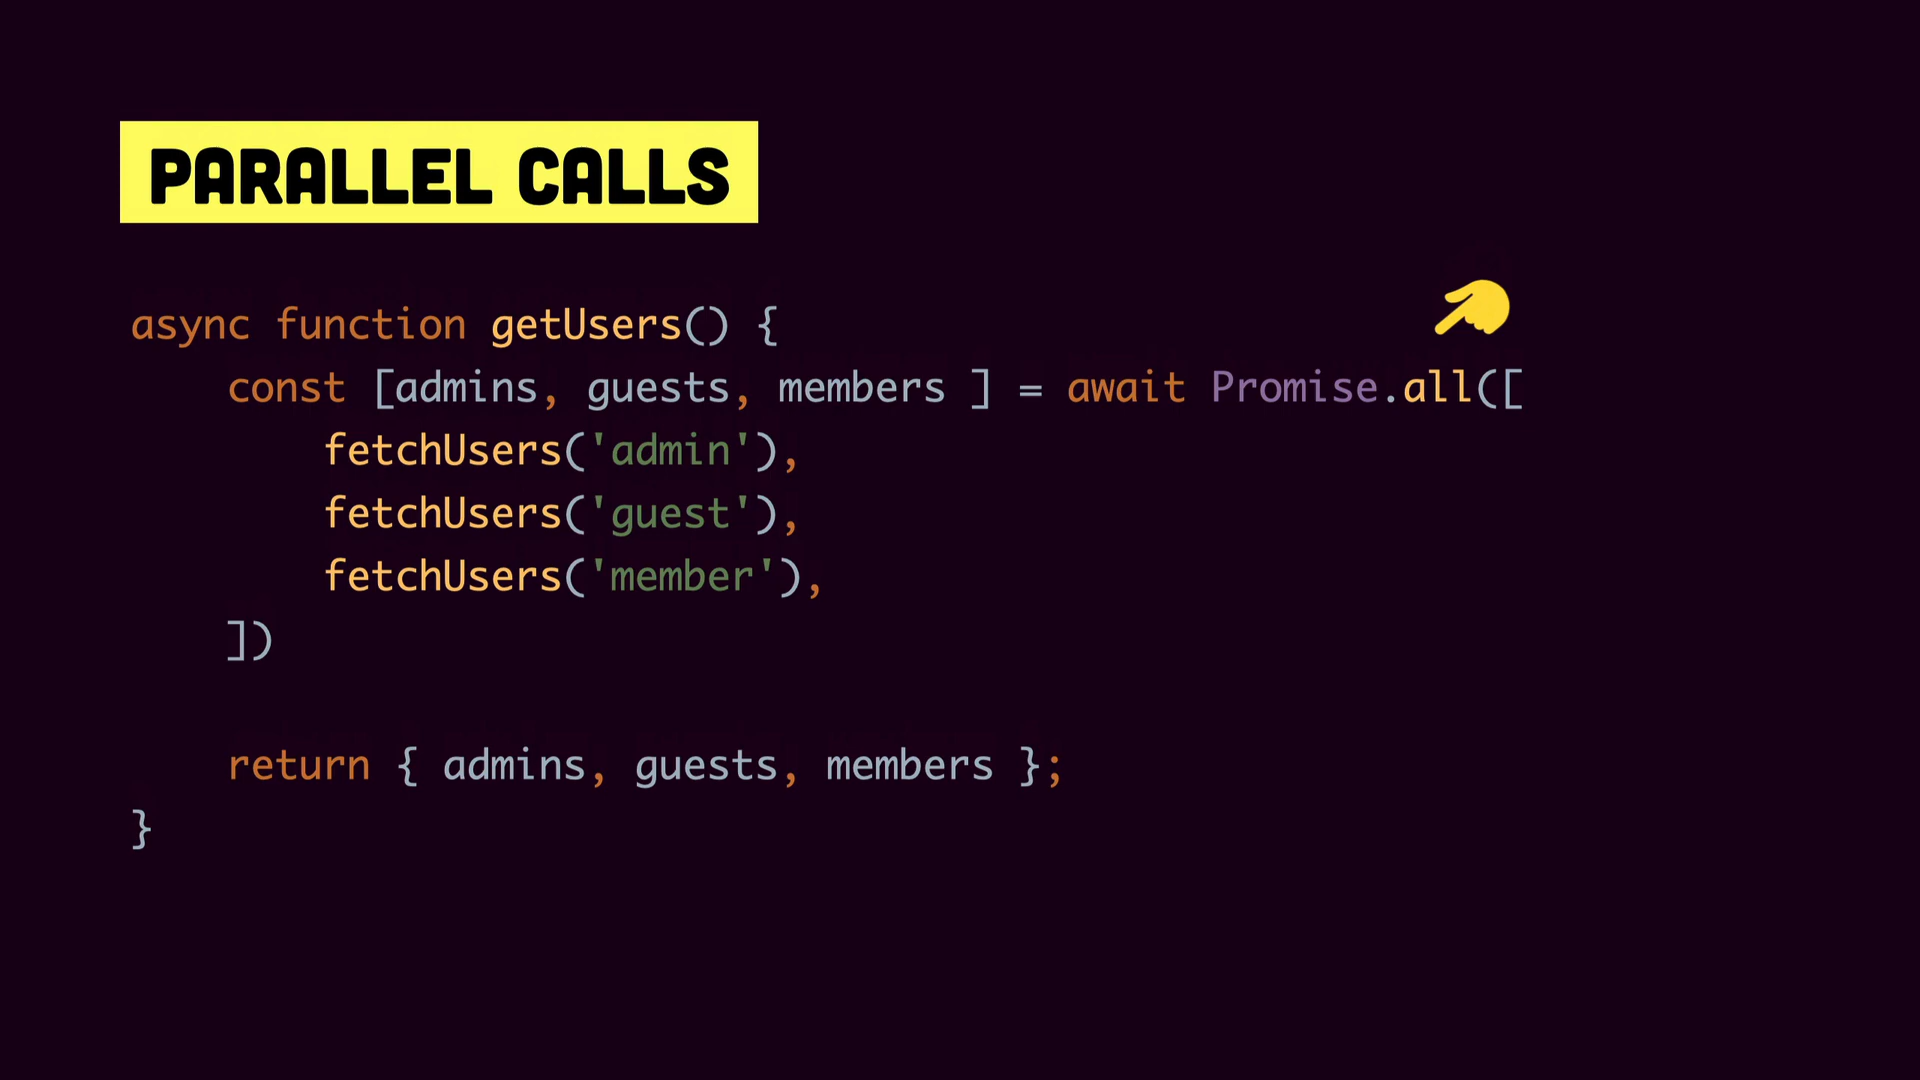 PARALLEL CALLS
async function getUsers() {
    const [admins, guests, members ] = await Promise.all([
        fetchUsers('admin'),
        fetchUsers('guest'),
        fetchUsers('member'),
    ])
    return { admins, guests, members };
}